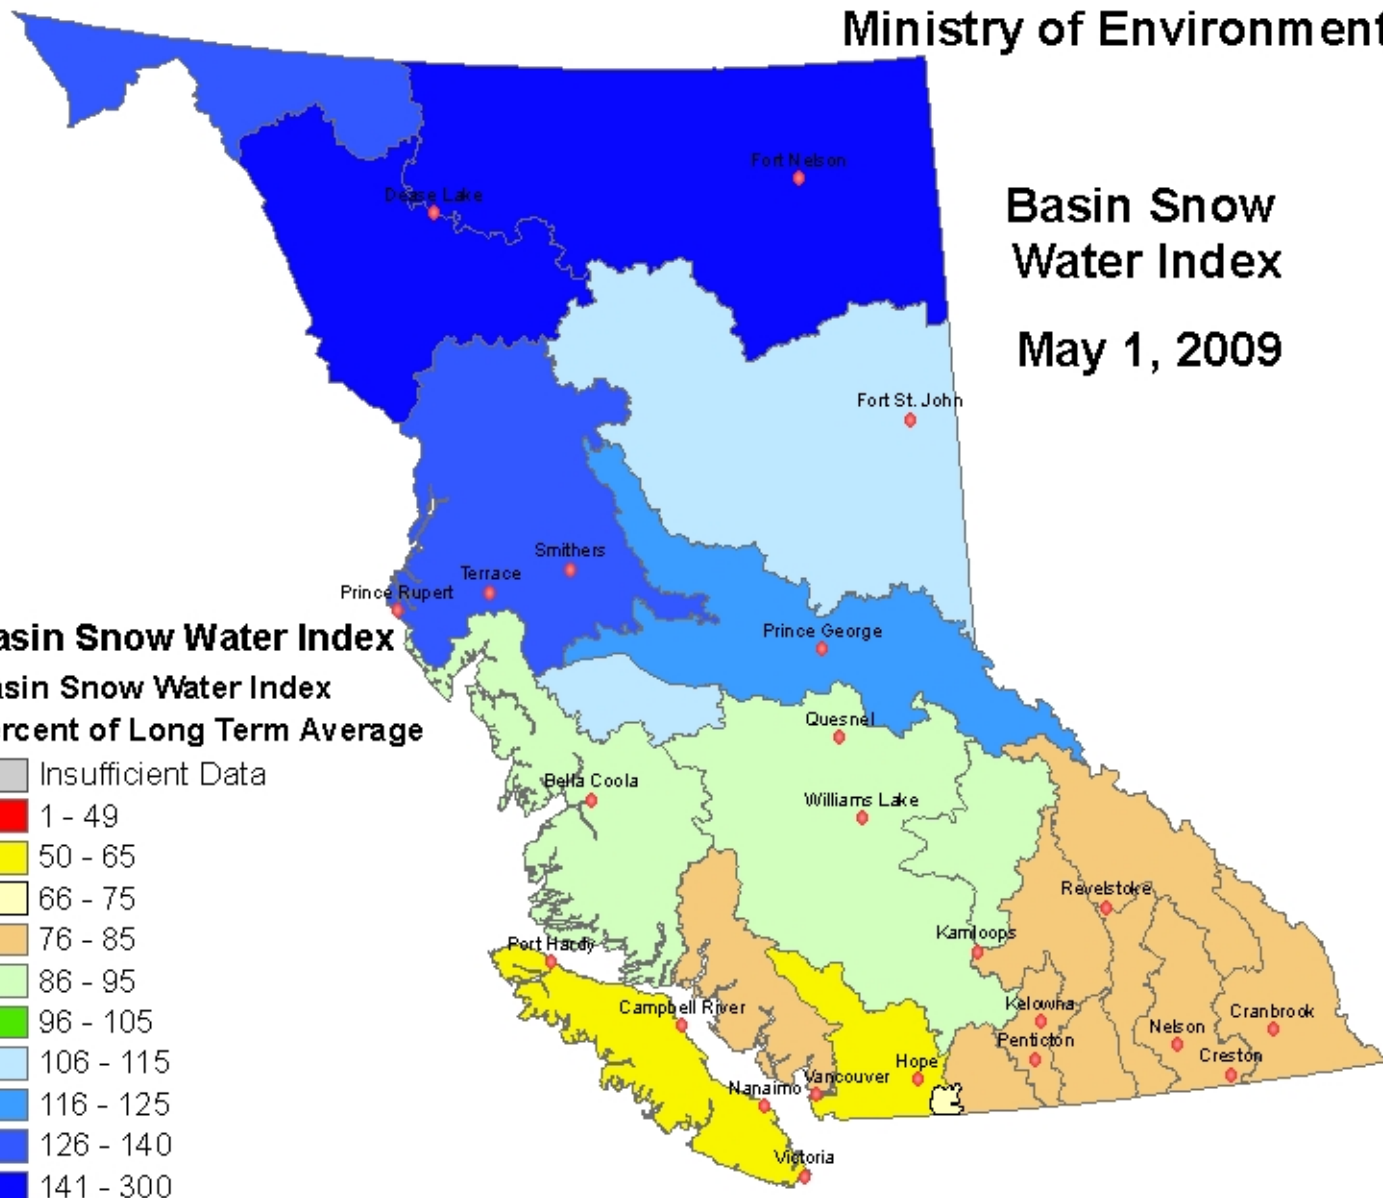 Ministry of Environment
Basin Snow
Water Index
May 1, 2009
Fort Nelson
Dease Lake
Fort St. John
Smithers
Terrace
Prince Rupert
Prince George
Quesnel
Bella Coola
Williams Lake
Revelstoke
Kamloops
Port Hardy
Campbell River
Kelowna
Cranbrook
Nelson
Penticton
Creston
Hope
Vancouver
Nanaimo
Victoria
asin Snow Water Index
asin Snow Water Index
rcent of Long Term Average
Insufficient Data
1 - 49
50 - 65
66 - 75
76 - 85
86 - 95
96 - 105
106 - 115
116 - 125
126 - 140
141 - 300